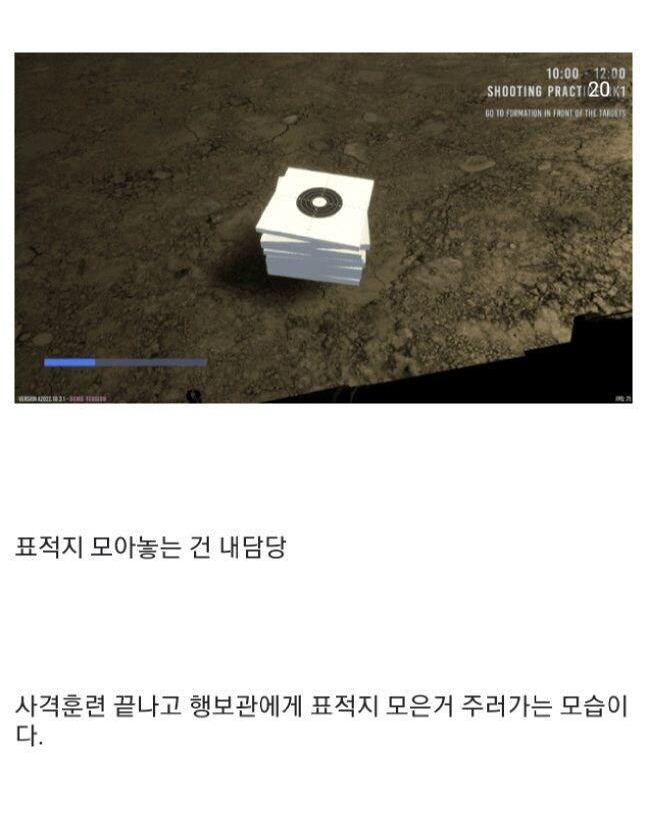 10:00 - 12:00
SHOOTING PRACTI
20
K1
GO TO FORMATION IN FRONT OF THE TARGETS
표적지 모아놓는 건 내담당
사격훈련 끝나고 행보관에게 표적지 모은거 주러가는 모습이
다.